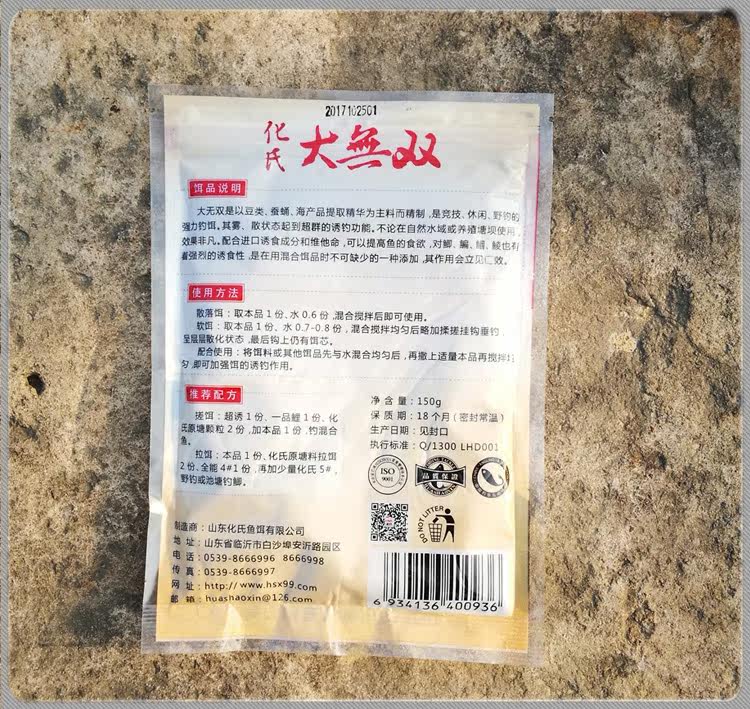 2017102501
化氏 大無双
饵品说明
大无双是以豆类、蚕蛹、海产品提取精华为主料而精制,是竞技、休闲、野钓的
强力钓饵。其雾、散状态起到超群的诱钓功能。不论在自然水域或养殖塘坝使用,
效果非凡。配合进口诱食成分和维他命,可以提高鱼的食欲,对鲫、鳊、鲴、鲮也有
着强烈的诱食性,是在用混合饵品时不可缺少的一种添加,其作用会立见仁效。
使用方法
散落饵:取本品1份、水0.6份,混合搅拌后即可使用。
软饵:取本品1份、水0.7-0.8份,混合搅拌均匀后略加揉搓挂钩垂钓,
呈层层散化状态,最后钩上仍有饵芯。
配合使用:将饵料或其他饵品先与水混合均匀后,再撒上适量本品再搅拌均
匀,即可加强饵的诱钓作用。
推荐配方
搓饵:超诱1份、一品鲤1份、化
氏原塘颗粒2份,加本品1份,钓混合
鱼。
拉饵:本品1份、化氏原塘料拉饵
2份、全能4#1份,再加少量化氏5#,
野钓或池塘钓鲫。
净含量:150g
保质期:18个月(密封常温)
生产日期:见封口
执行标准:Q/1300 LHD001
ISO
9001
品质保证
DO NOT LITTER
制造商:山东化氏鱼饵有限公司
地址:山东省临沂市白沙埠安沂路园区
电话:0539-8666996 8666998
传真:0539-8666997
网址:http://www.hsx99.com
邮箱:huashaoxin@126.com
6 934136 400936